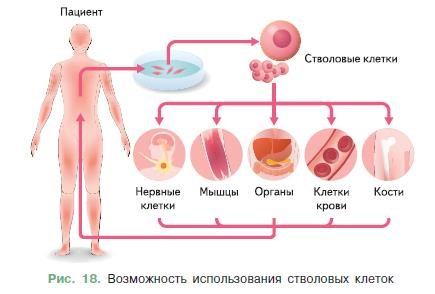 Пациент
Стволовые клетки
Нервные
клетки
Мышцы
Органы
Клетки
крови
Кости
Рис. 18. Возможность использования стволовых клеток